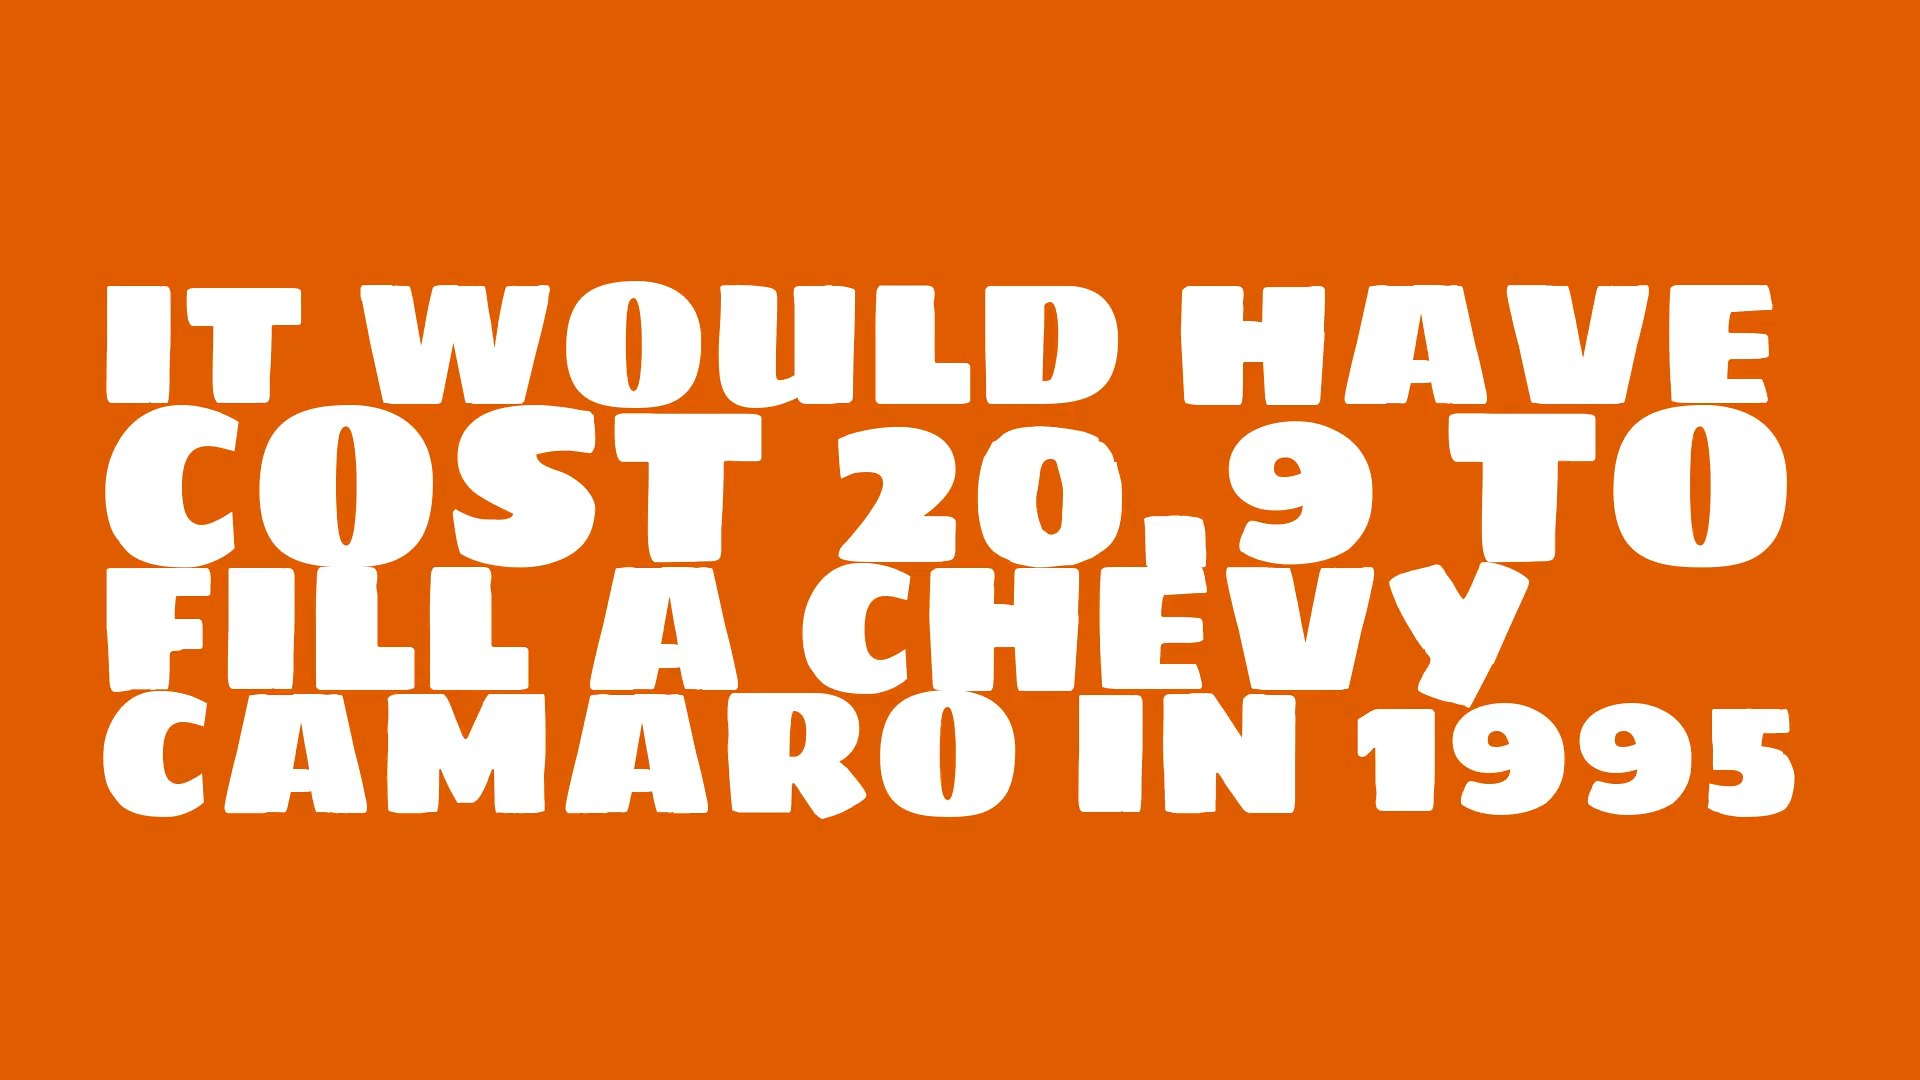 IT WOULD HAVE
COST 20.9 TO
FILL A CHEVY
CAMARO IN 1995